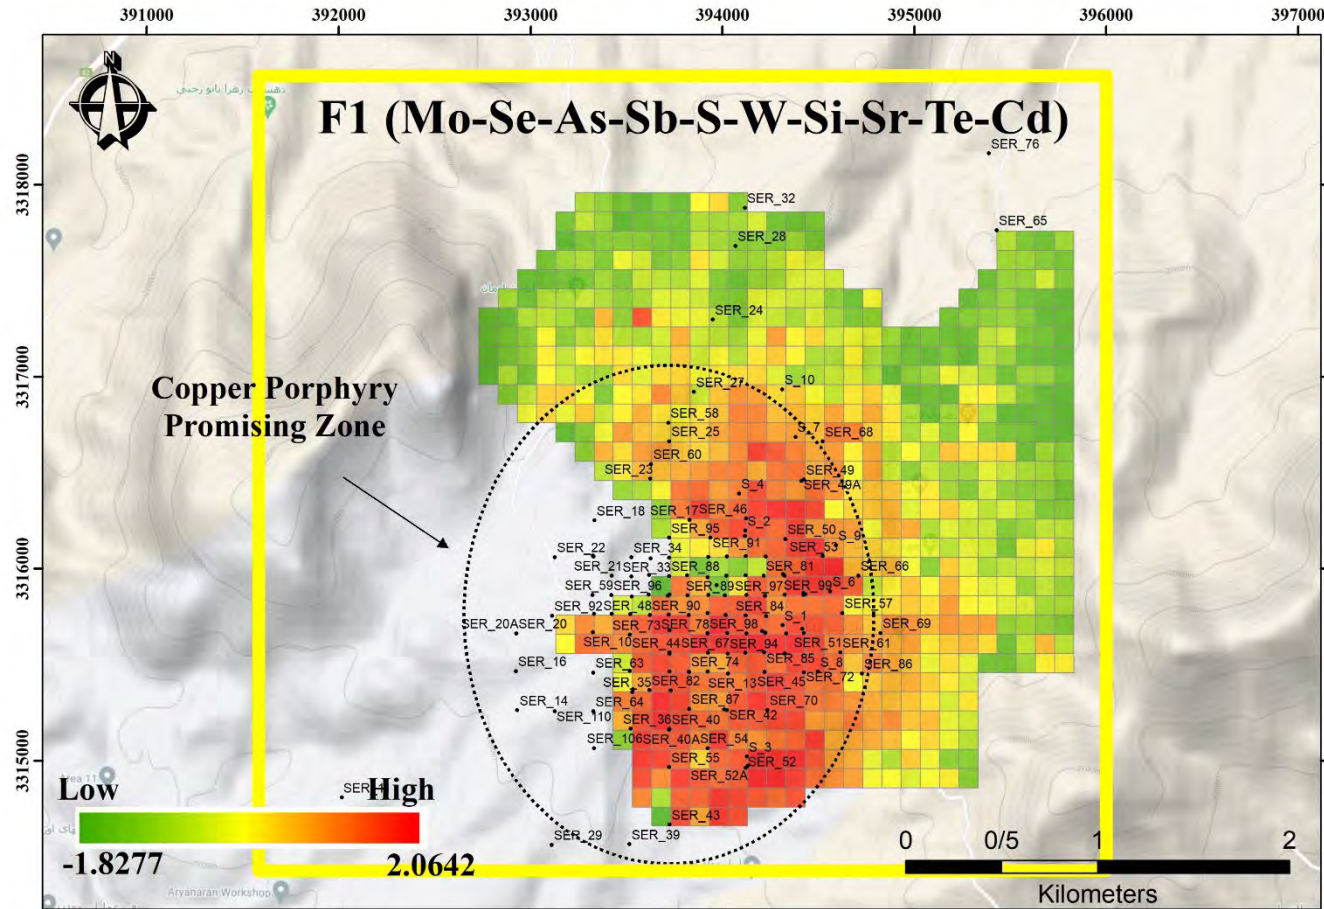 391000 392000 393000 394000 395000 396000 397000
N
F1 (Mo-Se-As-Sb-S-W-Si-Sr-Te-Cd)
SER_76
3318000
SER_32
SER_65
SER_28
SER_24
3317000
Copper Porphyry
Promising Zone
SER_27
S_10
SER_58
SER_25
S_7
SER_68
SER_60
SER_23
SER_49
SER_49A
S_4
SER_18
SER_17
SER_46
S_2
SER_95
SER_50
S_9
SER_22
SER_34
SER_91
SER_53
3316000
SER_21
SER_33
SER_88
SER_81
SER_66
SER_59
SER_96
SER_89
SER_97
SER_99
S_6
SER_92
SER_48
SER_90
SER_84
SER_57
SER_20A
SER_20
SER_73
SER_78
SER_98
S_1
SER_69
SER_10
SER_44
SER_67
SER_94
SER_51
SER_61
SER_16
SER_63
SER_74
SER_85
S_8
SER_86
SER_35
SER_82
SER_13
SER_45
SER_72
SER_14
SER_64
SER_87
SER_70
SER_110
SER_36
SER_40
SER_42
SER_106
SER_40A
SER_54
S_3
3315000
SER_55
SER_52
SER_52A
Area 11
Low High
-1.8277 2.0642
SER_43
SER_29
SER_39
Aryanaran Workshop
0 0/5 1 2
Kilometers